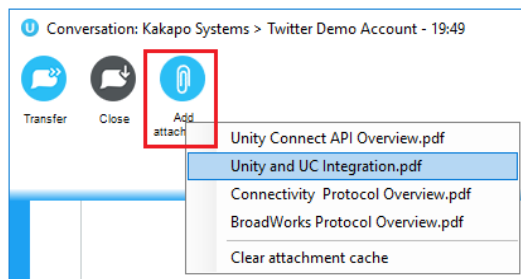 Conversation: Kakapo Systems > Twitter Demo Account - 19:49
Transfer
Close
Add
attach
Unity Connect API Overview.pdf
Unity and UC Integration.pdf
Connectivity  Protocol Overview.pdf
BroadWorks Protocol Overview.pdf
Clear attachment cache